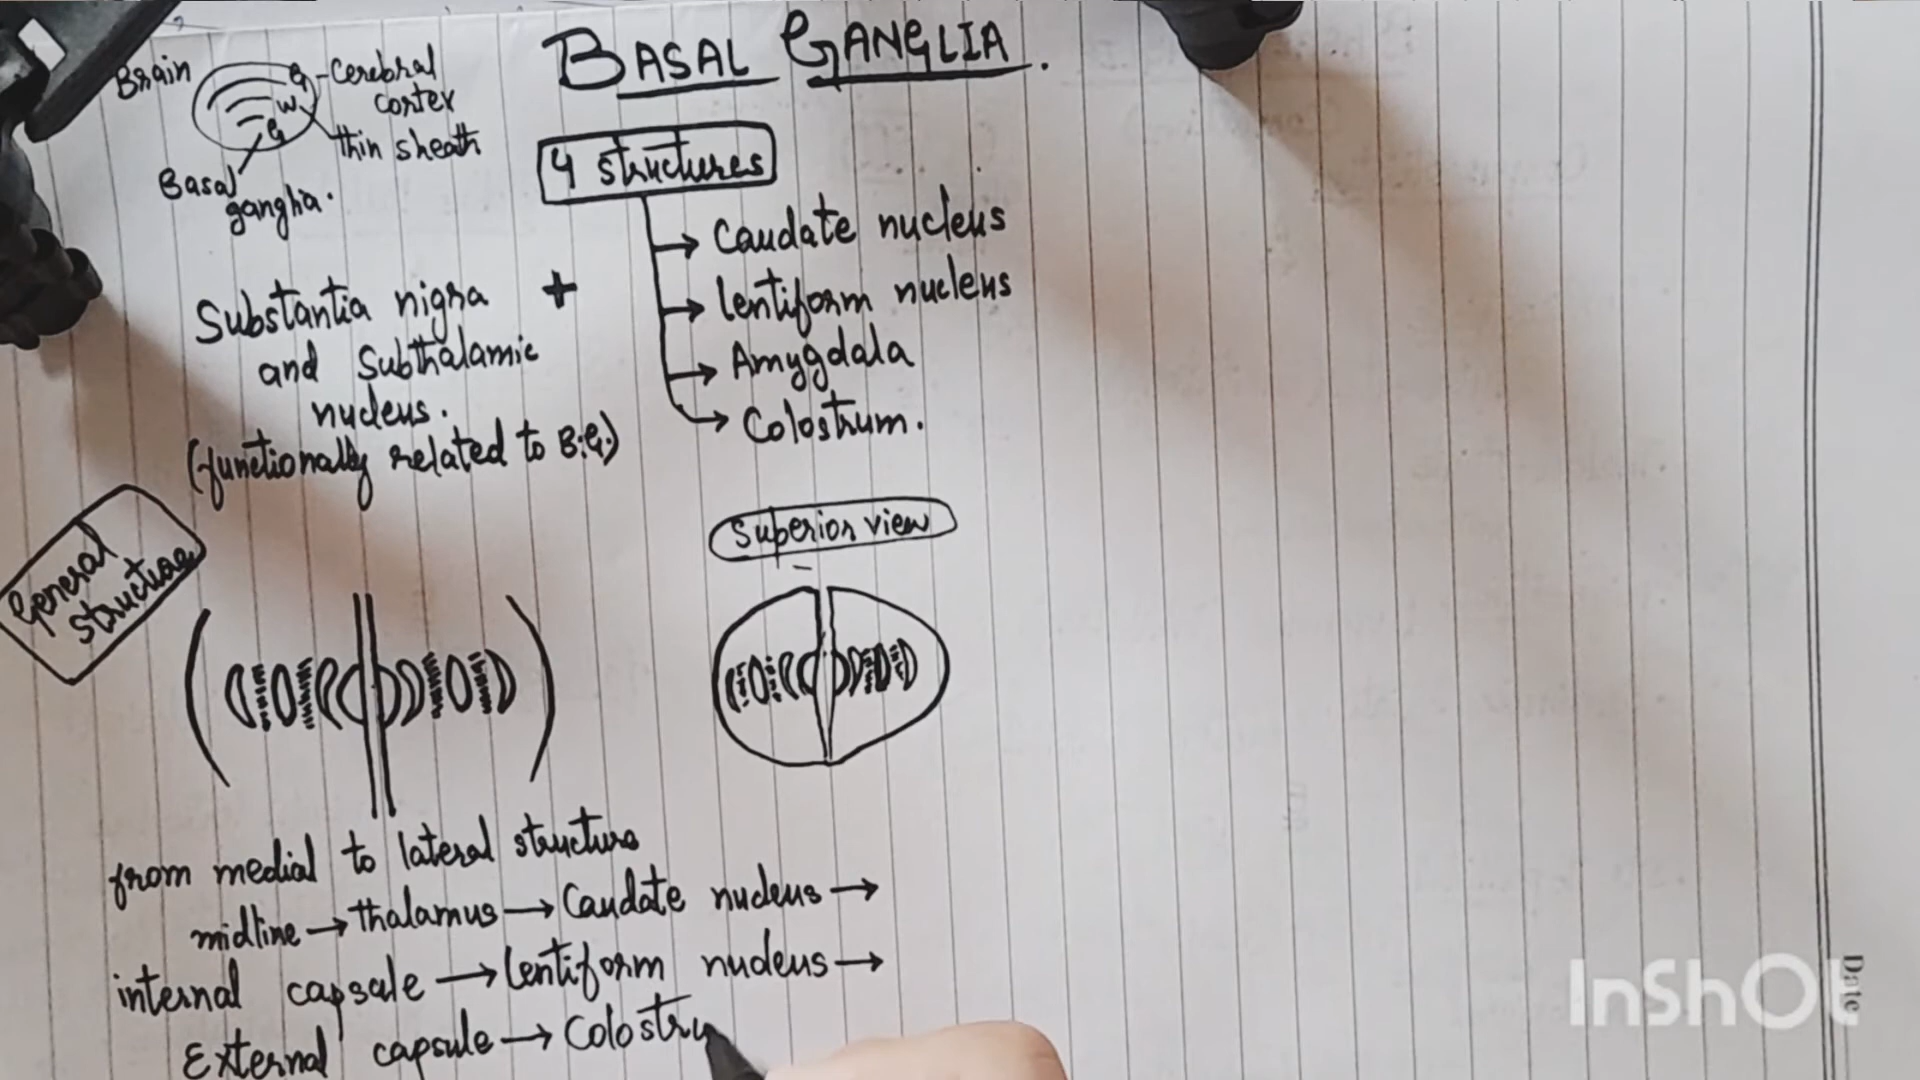 BASAL GANGLIA.
Brain
G - Cerebral
cortex
W
thin sheath
G
Basal
ganglia.
4 structures
Caudate nucleus
lentiform nucleus
Amygdala
Colostrum.
Substantia nigra +
and Subthalamic
nucleus.
(functionally related to B.G.)
General
structure
Superior view
from medial to lateral structure
midline → thalamus → Caudate nucleus →
internal capsule → lentiform nucleus →
External capsule → Colostru
InShOt
Date